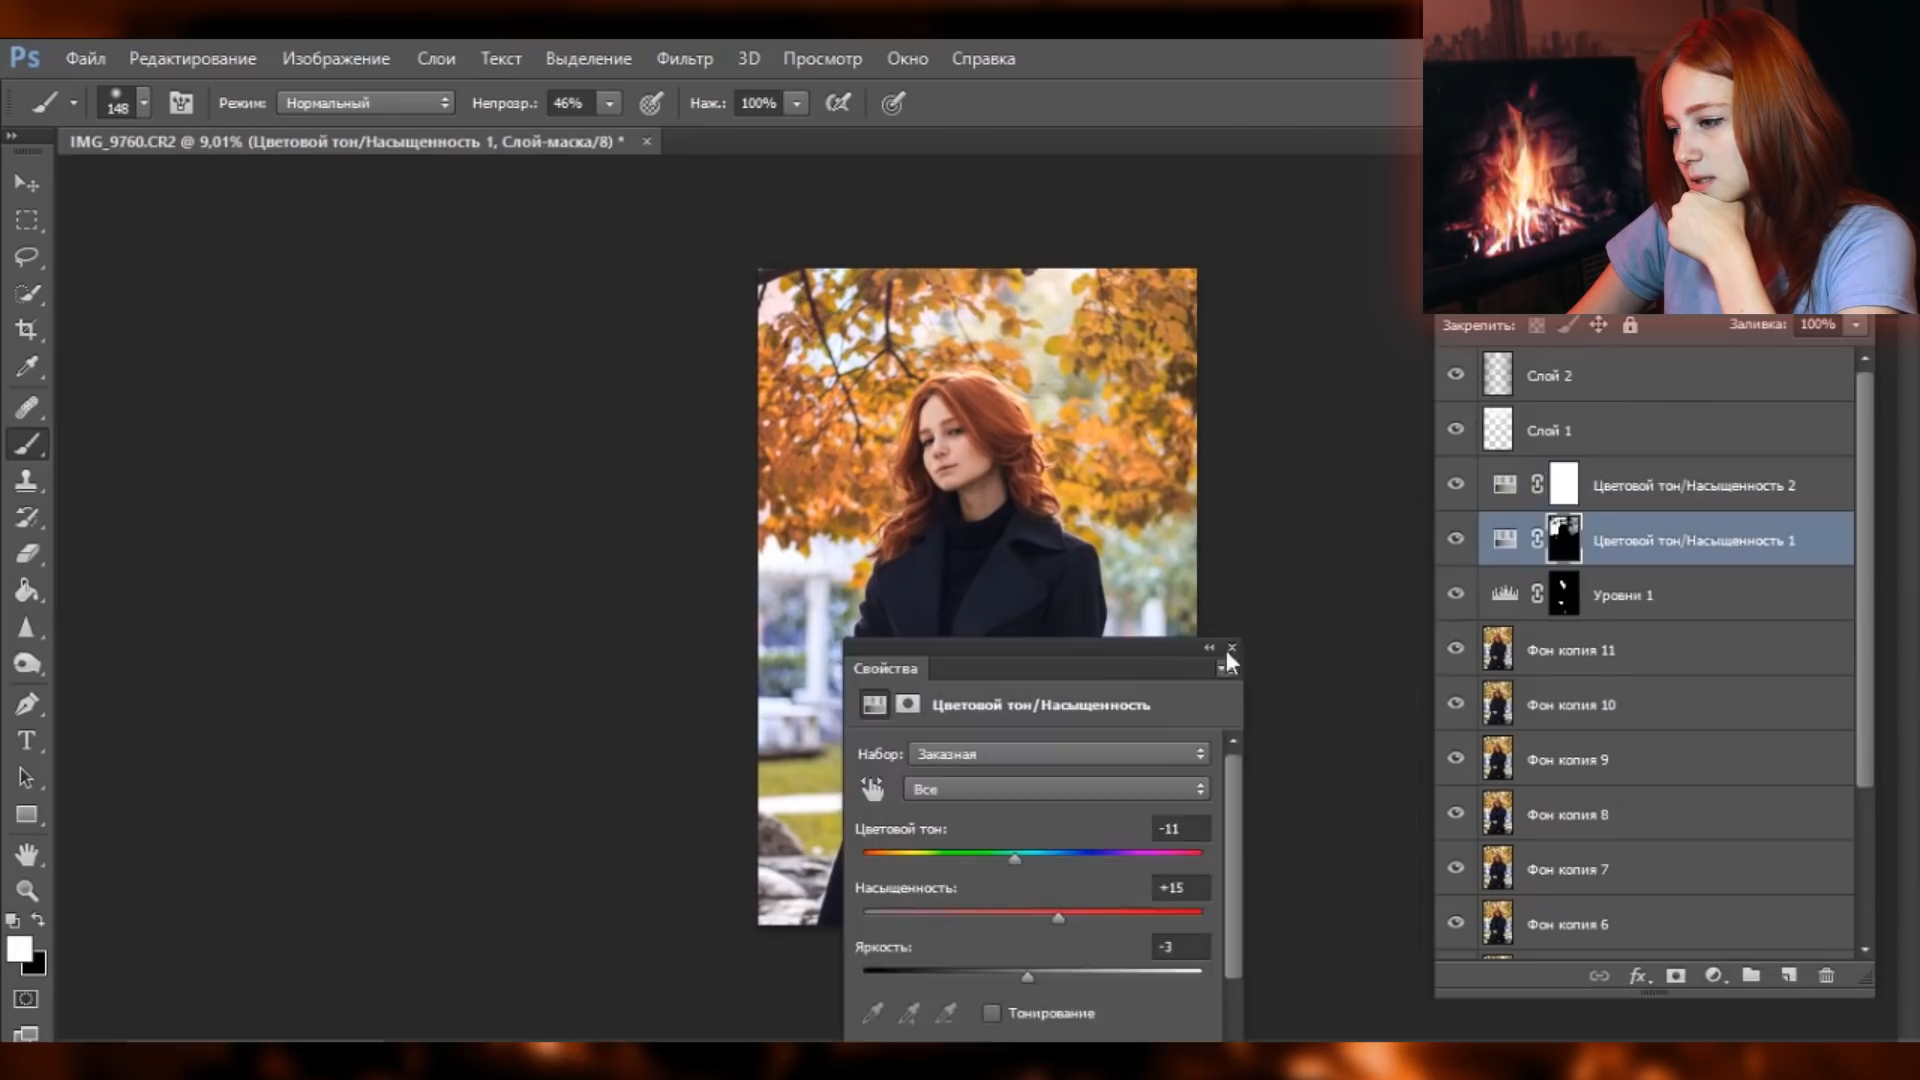 Ps Файл Редактирование Изображение Слои Текст Выделение Фильтр 3D Просмотр Окно Справка
148 Режим: Нормальный Непрозр.: 46% Наж.: 100%
IMG_9760.CR2 @ 9,01% (Цветовой тон/Насыщенность 1, Слой-маска/8) * ×
Закрепить: Заливка: 100%
Слой 2
Слой 1
Цветовой тон/Насыщенность 2
Цветовой тон/Насыщенность 1
Уровни 1
Фон копия 11
Фон копия 10
Фон копия 9
Фон копия 8
Фон копия 7
Фон копия 6
fx
Свойства
Цветовой тон/Насыщенность
Набор: Заказная
Все
Цветовой тон: -11
Насыщенность: +15
Яркость: -3
Тонирование